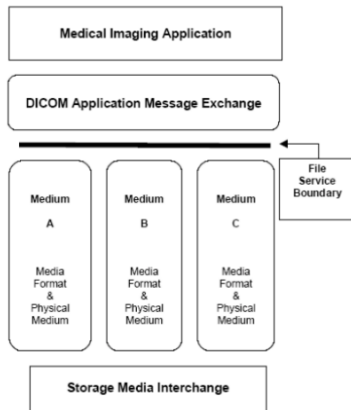 Medical Imaging Application
DICOM Application Message Exchange
File
Service
Boundary
Medium
A
Media
Format
&
Physical
Medium
Medium
B
Media
Format
&
Physical
Medium
Medium
C
Media
Format
&
Physical
Medium
Storage Media Interchange